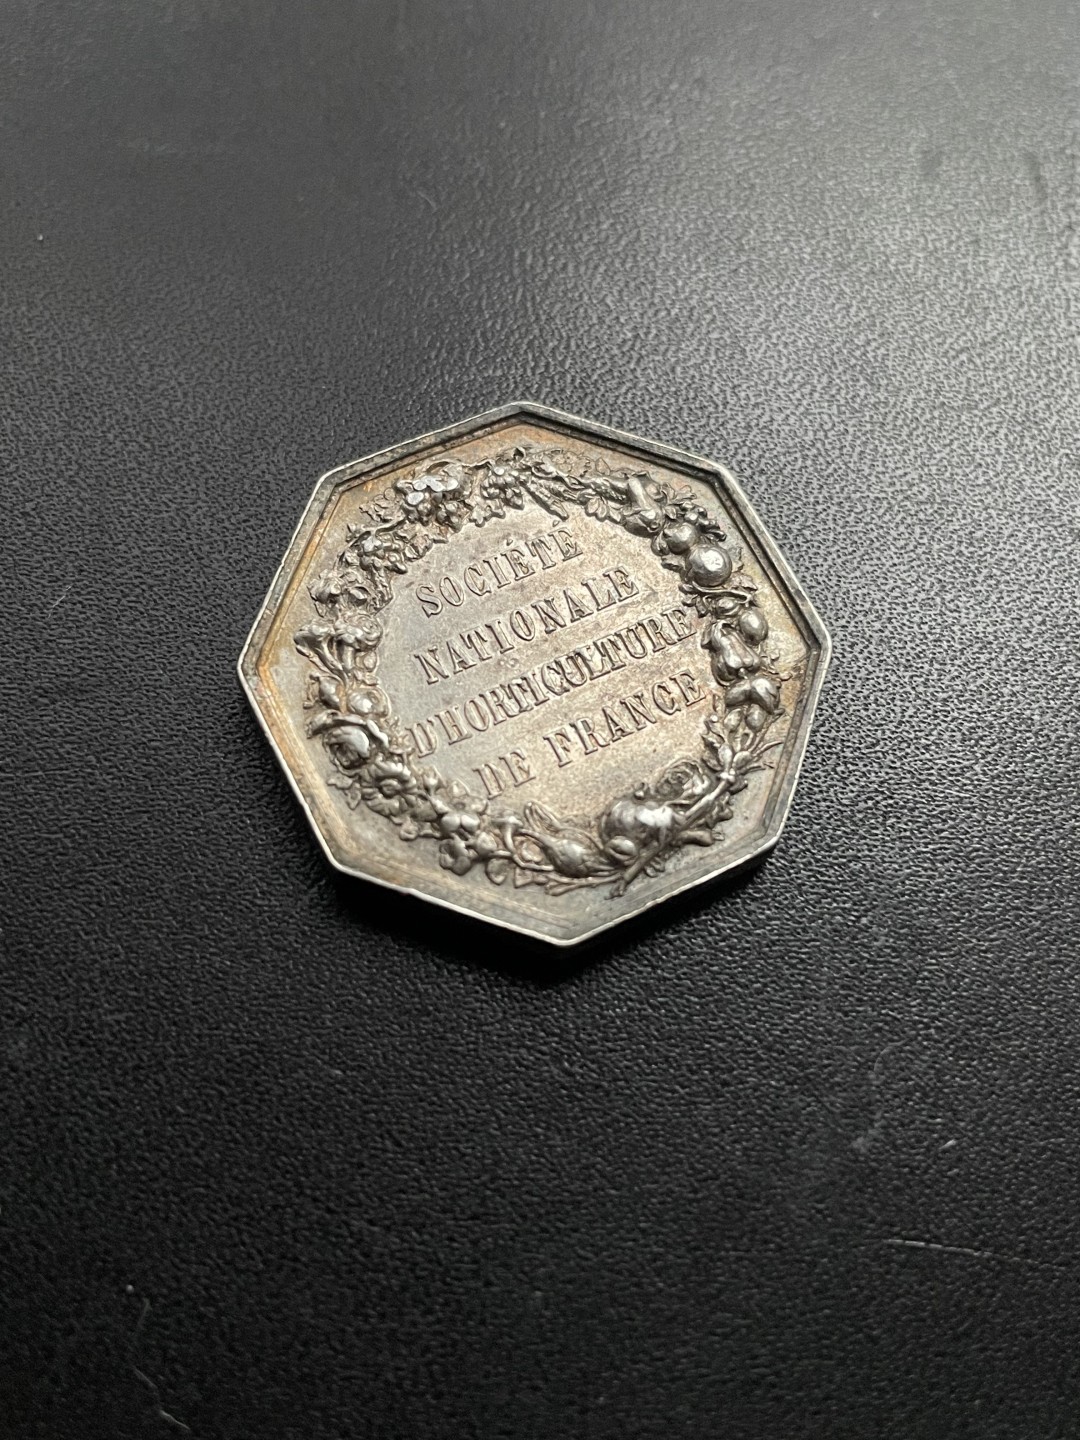 SOCIÉTÉ
NATIONALE
D'HORTICULTURE
DE FRANCE